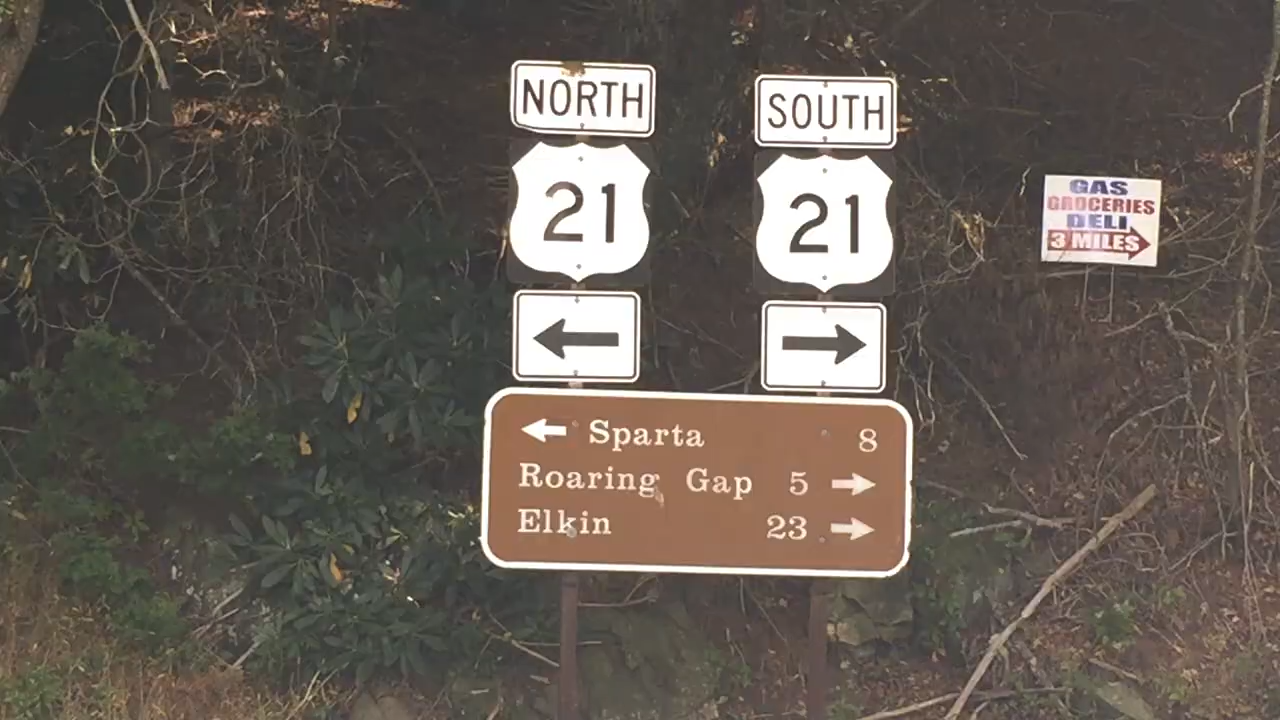 NORTH
21
SOUTH
21
Sparta 8
Roaring Gap 5
Elkin 23
GAS
GROCERIES
DELI
3 MILES